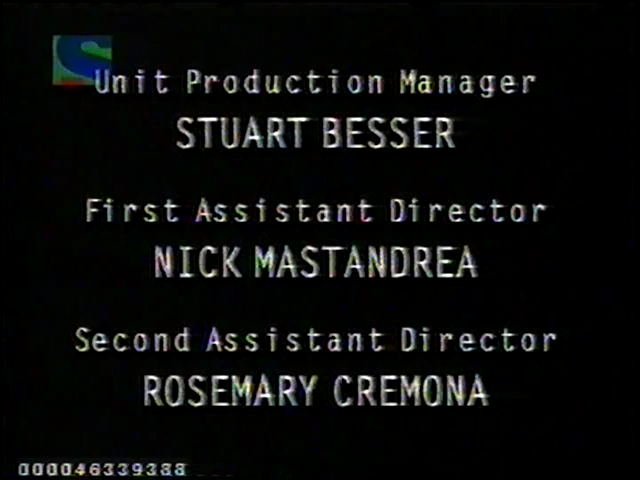 S
Unit Production Manager
STUART BESSER
First Assistant Director
NICK MASTANDREA
Second Assistant Director
ROSEMARY CREMONA
000046339388